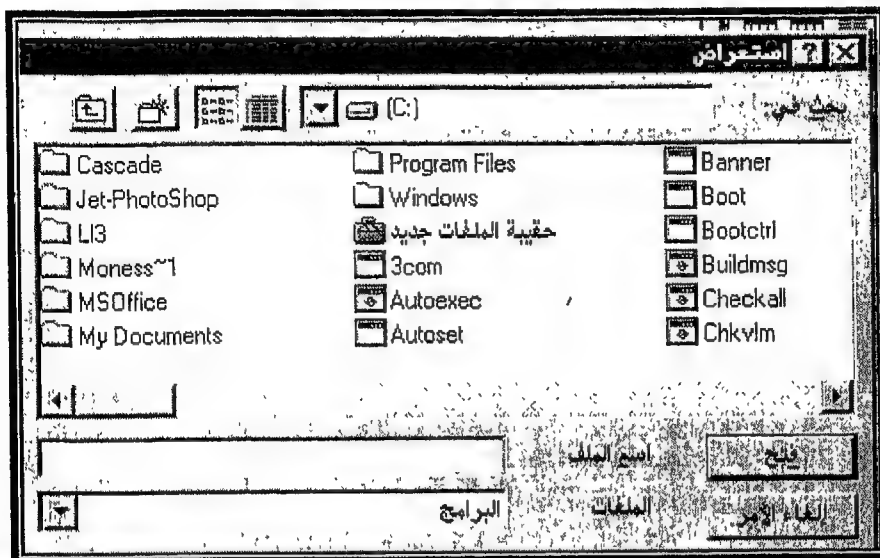 استعراض
بحث في
(C:)
Cascade
Jet-PhotoShop
LI3
Moness~1
MSOffice
My Documents
Program Files
Windows
حقيبة الملفات جديد
3com
Autoexec
Autoset
Banner
Boot
Bootctrl
Buildmsg
Checkall
Chkvlm
اسم الملف
فتح
الملفات
البرامج
إلغاء الأمر